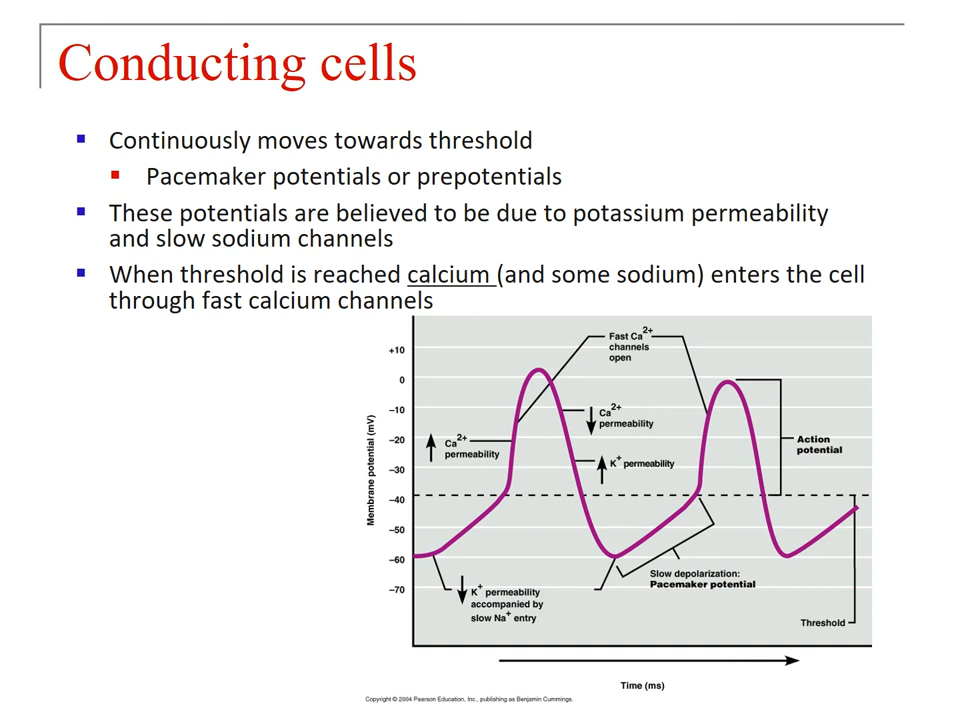 Conducting cells
Continuously moves towards threshold
Pacemaker potentials or prepotentials
These potentials are believed to be due to potassium permeability
and slow sodium channels
When threshold is reached calcium (and some sodium) enters the cell
through fast calcium channels
Membrane potential (mV)
+10
0
–10
–20
–30
–40
–50
–60
–70
Fast Ca2+
channels
open
Ca2+
permeability
Ca2+
permeability
K+ permeability
Action
potential
Slow depolarization:
Pacemaker potential
K+ permeability
accompanied by
slow Na+ entry
Threshold
Time (ms)
Copyright © 2004 Pearson Education, Inc., publishing as Benjamin Cummings.